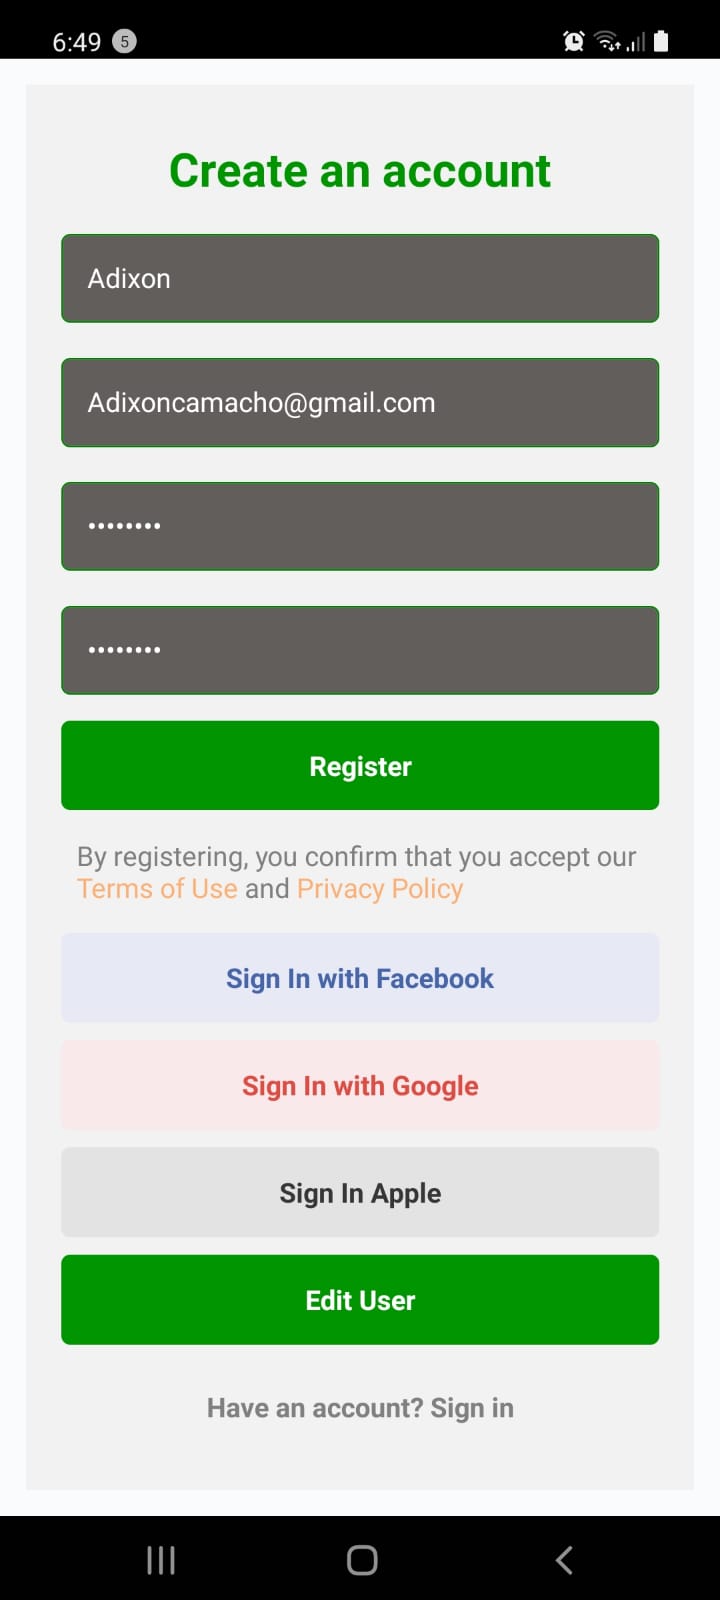 6:49 5
Create an account
Adixon
Adixoncamacho@gmail.com
••••••••
••••••••
Register
By registering, you confirm that you accept our
Terms of Use and Privacy Policy
Sign In with Facebook
Sign In with Google
Sign In Apple
Edit User
Have an account? Sign in